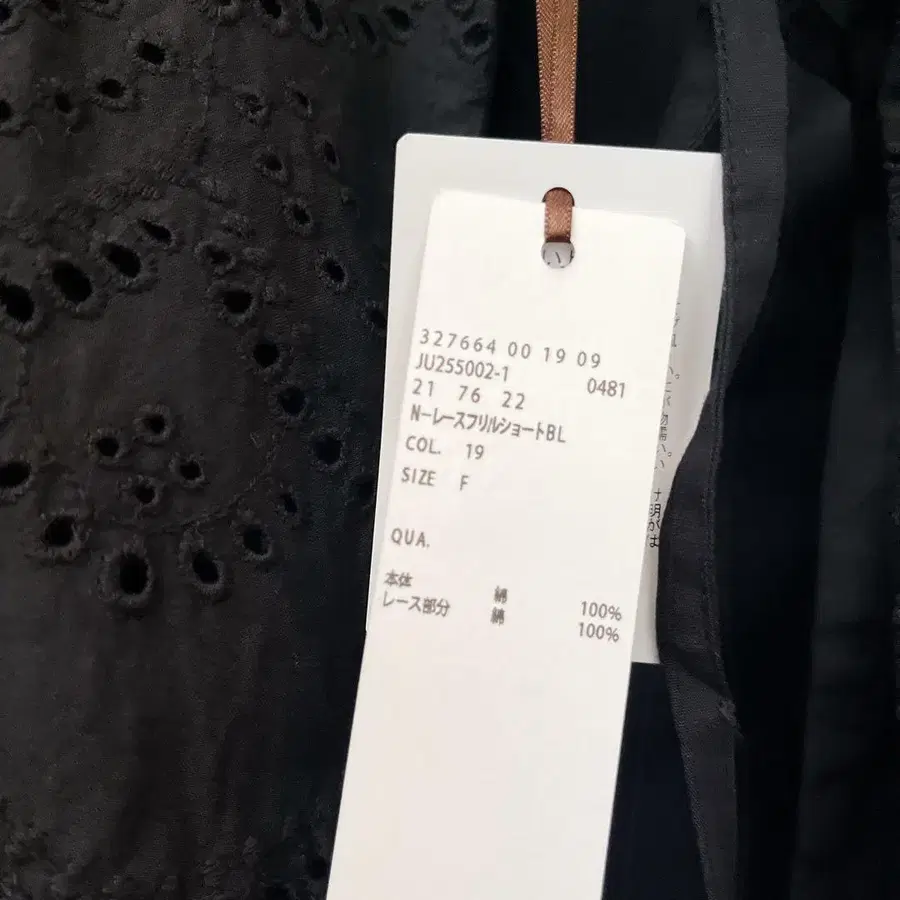 327664 00 19 09
JU255002-1 0481
21 76 22
N−レースフリルショートBL
COL. 19
SIZE F
QUA.
本体 綿 100%
レース部分 綿 100%